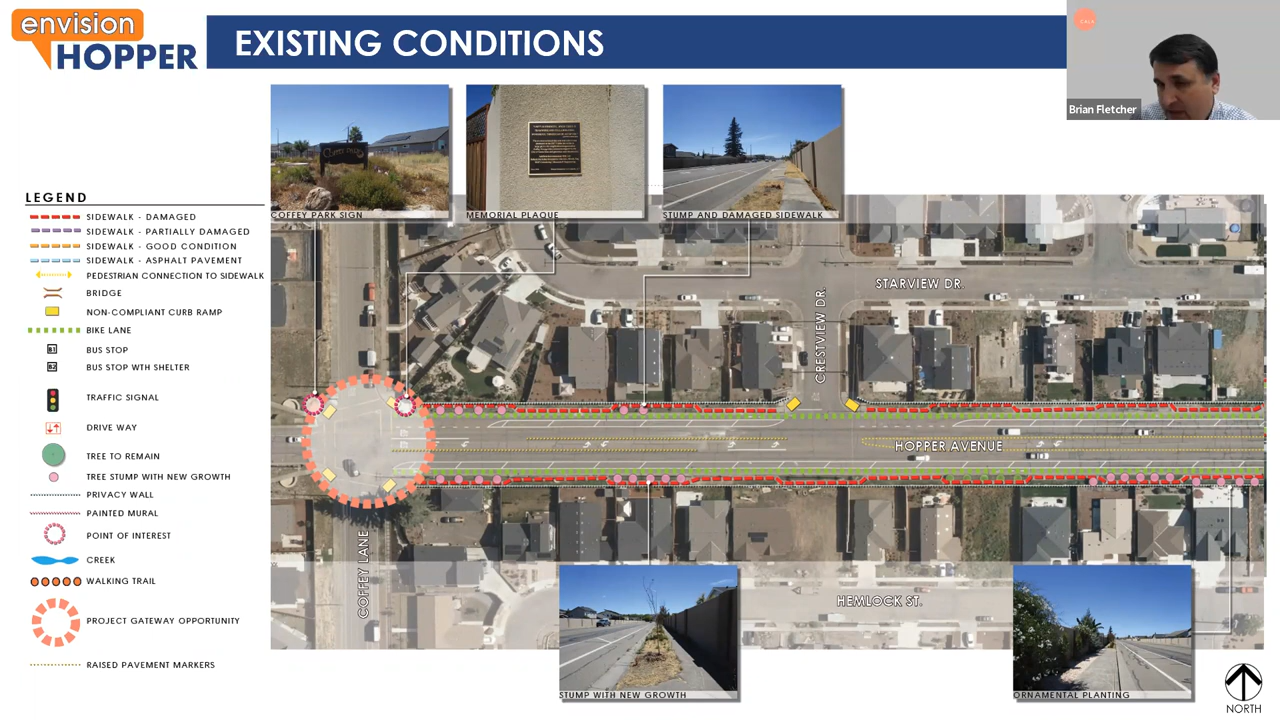 envision
HOPPER
EXISTING CONDITIONS
CALA
Brian Fletcher
COFFEY PARK SIGN
MEMORIAL PLAQUE
STUMP AND DAMAGED SIDEWALK
LEGEND
SIDEWALK - DAMAGED
SIDEWALK - PARTIALLY DAMAGED
SIDEWALK - GOOD CONDITION
SIDEWALK - ASPHALT PAVEMENT
PEDESTRIAN CONNECTION TO SIDEWALK
BRIDGE
NON-COMPLIANT CURB RAMP
BIKE LANE
B1 BUS STOP
B2 BUS STOP WTH SHELTER
TRAFFIC SIGNAL
DRIVE WAY
TREE TO REMAIN
TREE STUMP WITH NEW GROWTH
PRIVACY WALL
PAINTED MURAL
POINT OF INTEREST
CREEK
WALKING TRAIL
PROJECT GATEWAY OPPORTUNITY
RAISED PAVEMENT MARKERS
STARVIEW DR.
CRESTVIEW DR.
HOPPER AVENUE
COFFEY LANE
HEMLOCK ST.
STUMP WITH NEW GROWTH
ORNAMENTAL PLANTING
NORTH